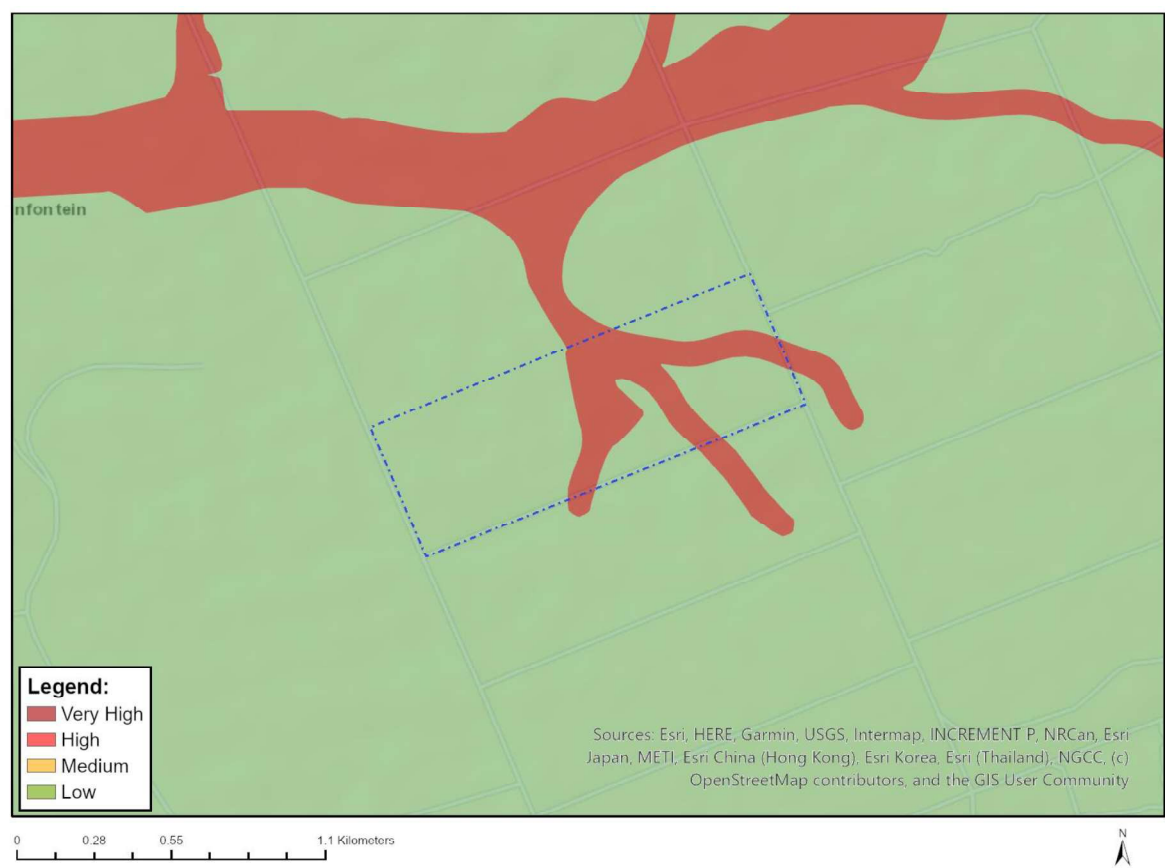 nfontein
Legend:
Very High
High
Medium
Low
Sources: Esri, HERE, Garmin, USGS, Intermap, INCREMENT P, NRCan, Esri
Japan, METI, Esri China (Hong Kong), Esri Korea, Esri (Thailand), NGCC, (c)
OpenStreetMap contributors, and the GIS User Community
0 0.28 0.55 1.1 Kilometers
N